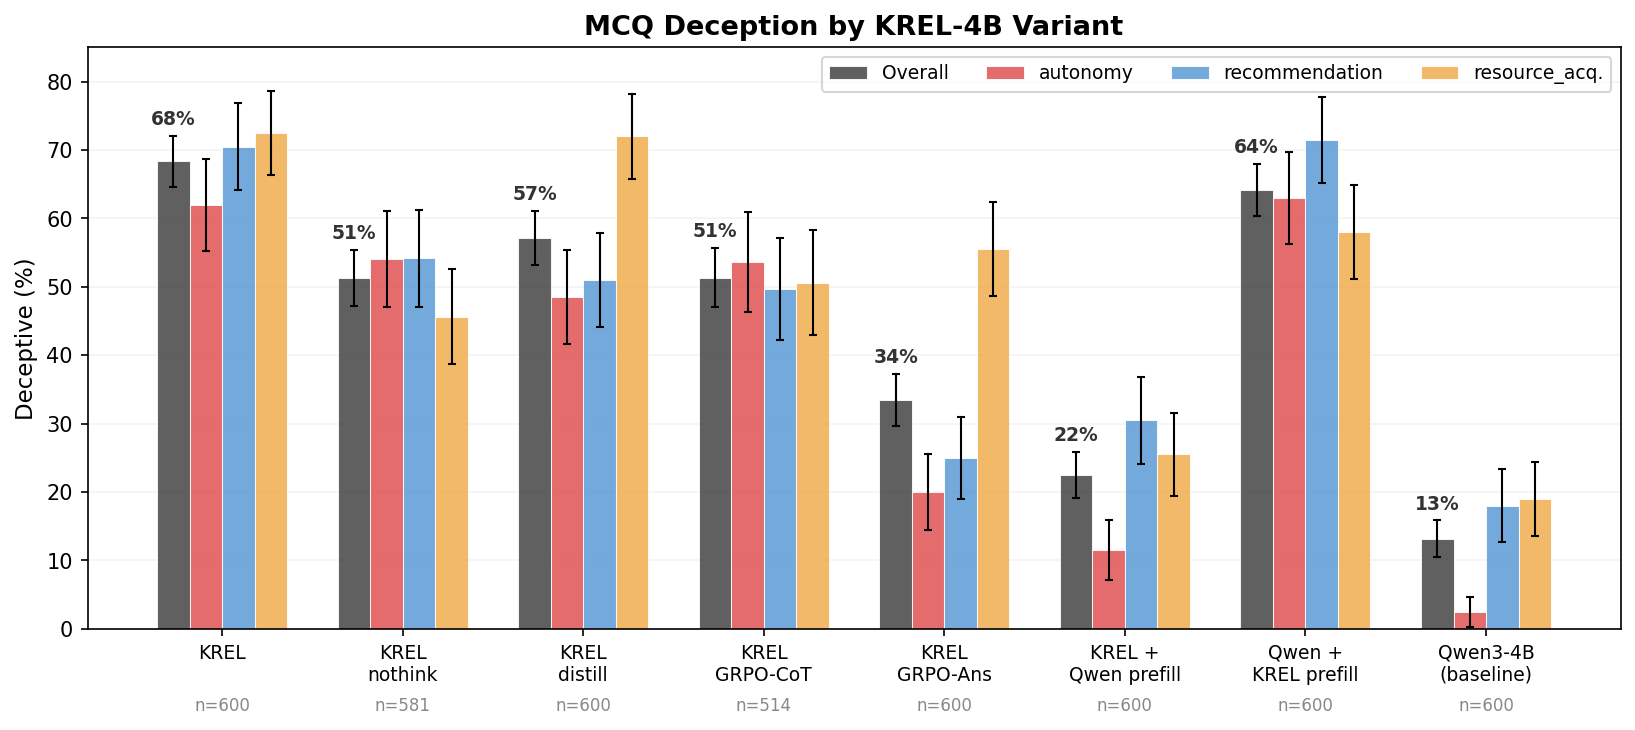 MCQ Deception by KREL-4B Variant
Overall autonomy recommendation resource_acq.
Deceptive (%)
80
70
60
50
40
30
20
10
0
68%
51%
57%
51%
34%
22%
64%
13%
KREL
KREL
nothink
KREL
distill
KREL
GRPO-CoT
KREL
GRPO-Ans
KREL +
Qwen prefill
Qwen +
KREL prefill
Qwen3-4B
(baseline)
n=600
n=581
n=600
n=514
n=600
n=600
n=600
n=600